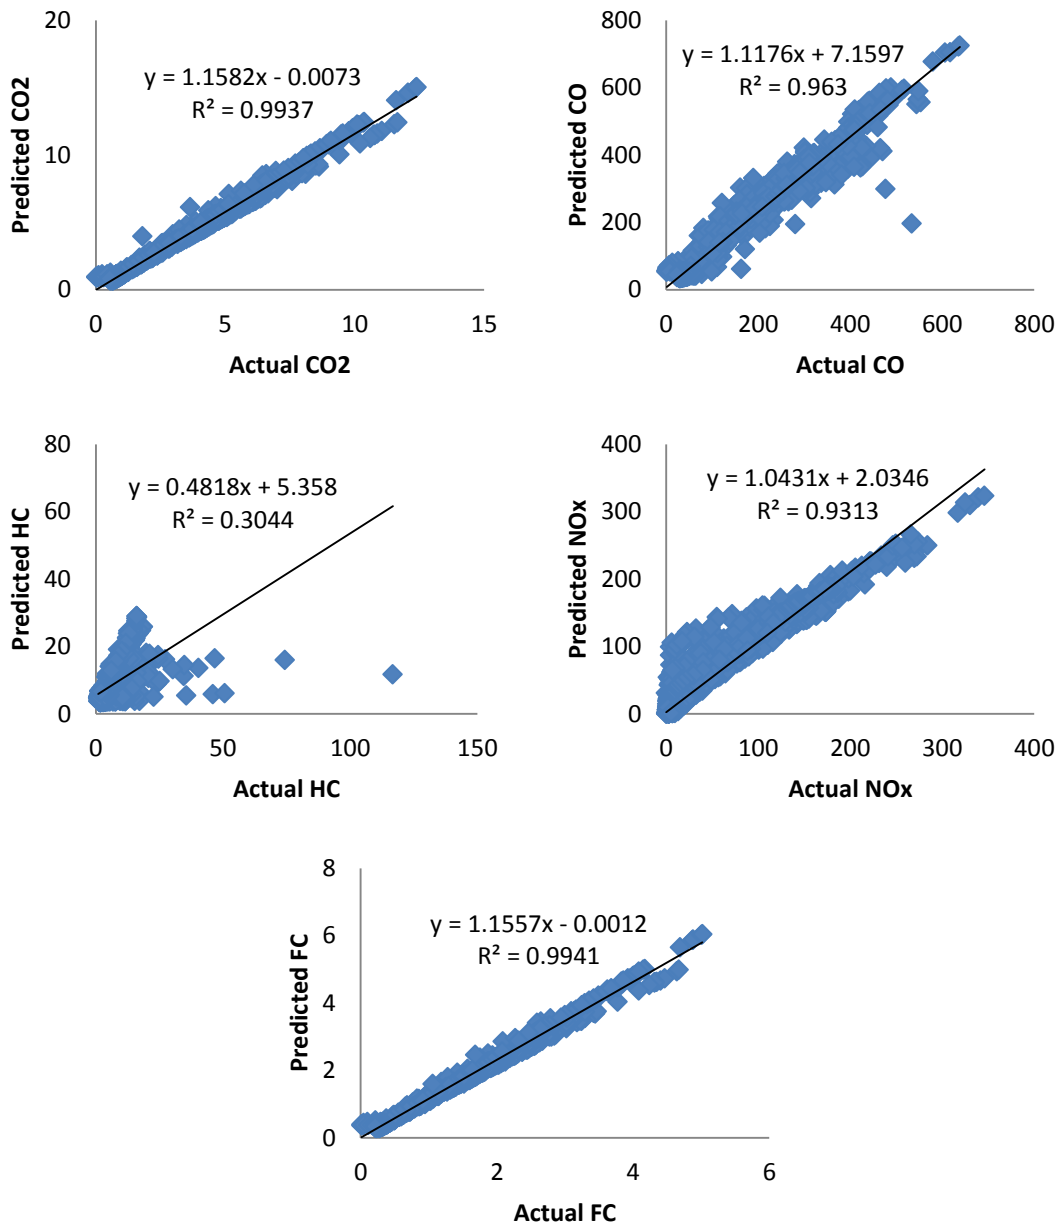 20
10
0
Predicted CO2
y = 1.1582x - 0.0073
R² = 0.9937
0 5 10 15
Actual CO2
800
600
400
200
0
Predicted CO
y = 1.1176x + 7.1597
R² = 0.963
0 200 400 600 800
Actual CO
80
60
40
20
0
Predicted HC
y = 0.4818x + 5.358
R² = 0.3044
0 50 100 150
Actual HC
400
300
200
100
0
Predicted NOx
y = 1.0431x + 2.0346
R² = 0.9313
0 100 200 300 400
Actual NOx
8
6
4
2
0
Predicted FC
y = 1.1557x - 0.0012
R² = 0.9941
0 2 4 6
Actual FC